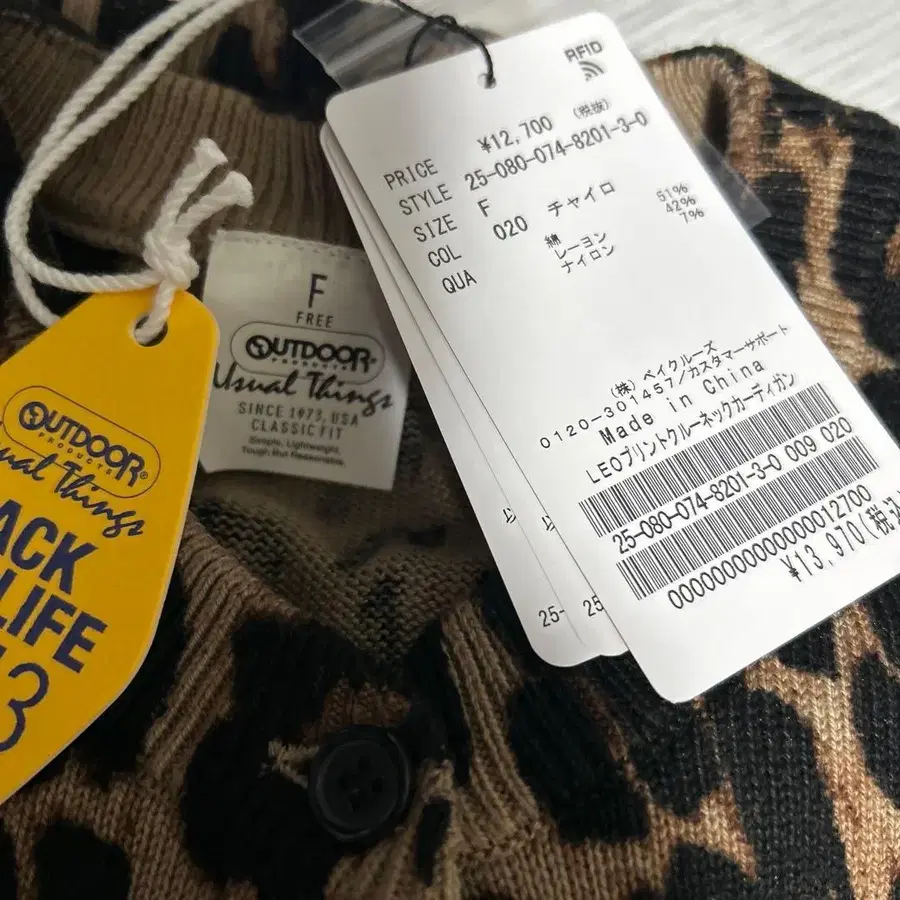 RFID
PRICE ¥12,700 (税抜)
STYLE 25-080-074-8201-3-0
SIZE F
COL 020 チャイロ
QUA 綿 51%
レーヨン 42%
ナイロン 7%
(株) ベイクルーズ
0120-301457/カスタマーサポート
Made in China
LEOプリントクルーネックカーディガン
25-080-074-8201-3-0 009 020
0000000000000012700
¥13,970(税込
25-
25
F
FREE
OUTDOOR®
PRODUCTS
Usual Things
SINCE 1973, USA
CLASSIC FIT
Simple, Lightweight,
Tough But Reasonable.
OUTDOOR®
PRODUCTS
ual Things
ACK
LIFE
3